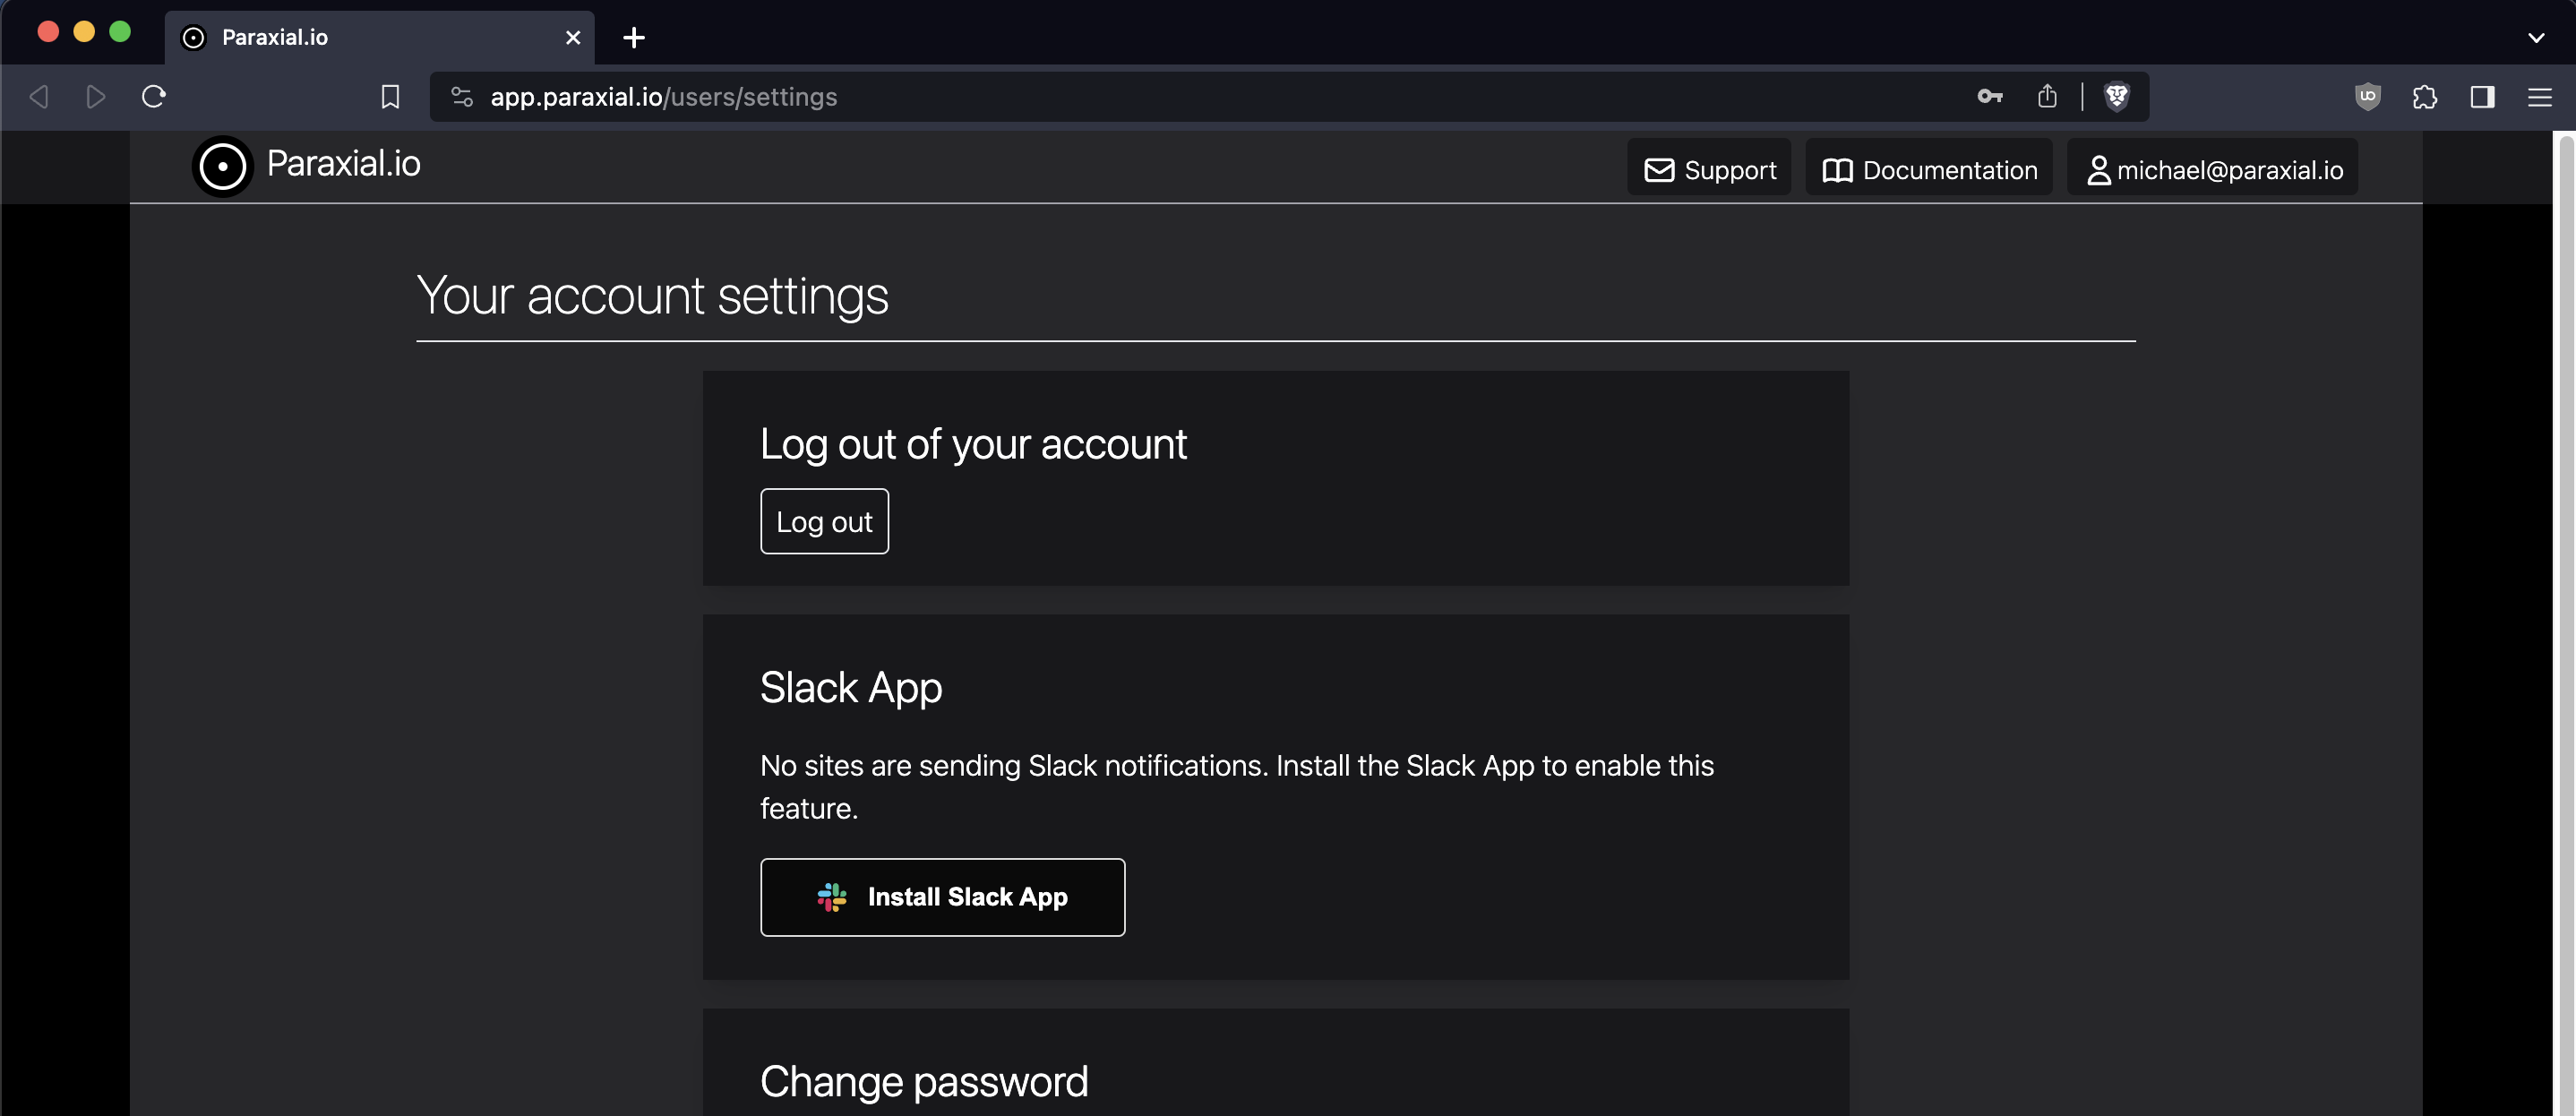 Paraxial.io
app.paraxial.io/users/settings
Paraxial.io
Support
Documentation
michael@paraxial.io
Your account settings
Log out of your account
Log out
Slack App
No sites are sending Slack notifications. Install the Slack App to enable this
feature.
Install Slack App
Change password